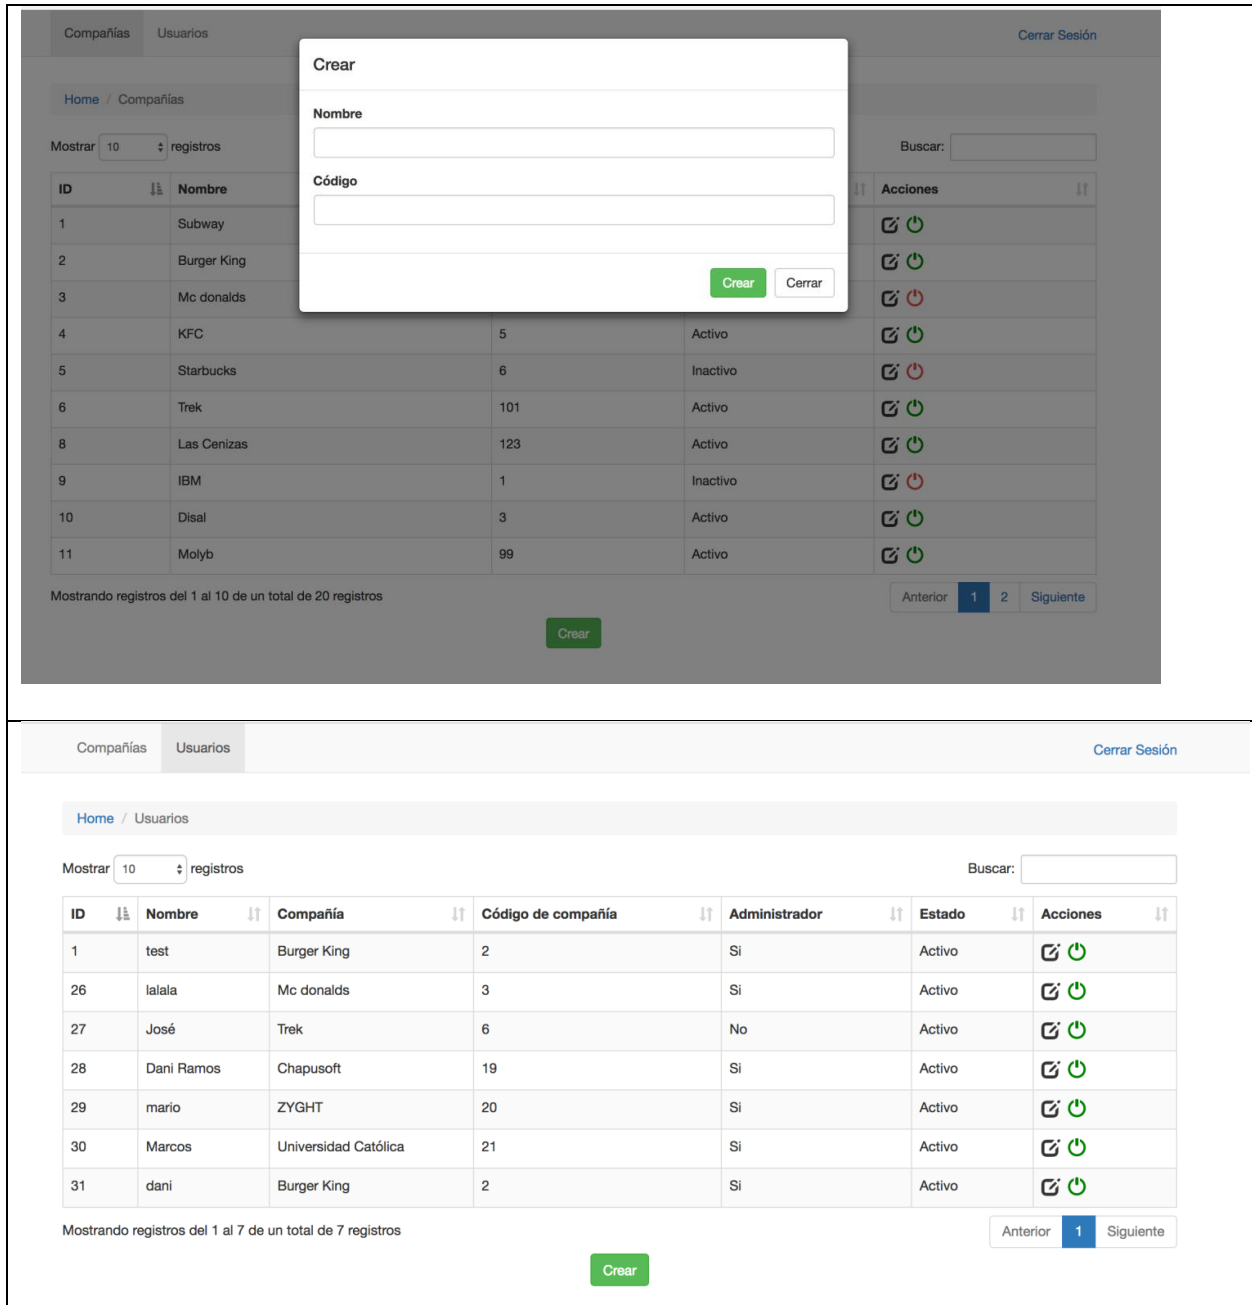 Compañías Usuarios Cerrar Sesión
Crear
Home / Compañías
Nombre
Mostrar 10 registros Buscar:
Código
ID Nombre Acciones
1 Subway
2 Burger King
3 Mc donalds
Crear Cerrar
4 KFC 5 Activo
5 Starbucks 6 Inactivo
6 Trek 101 Activo
8 Las Cenizas 123 Activo
9 IBM 1 Inactivo
10 Disal 3 Activo
11 Molyb 99 Activo
Mostrando registros del 1 al 10 de un total de 20 registros Anterior 1 2 Siguiente
Crear
Compañías Usuarios Cerrar Sesión
Home / Usuarios
Mostrar 10 registros Buscar:
ID Nombre Compañía Código de compañía Administrador Estado Acciones
1 test Burger King 2 Si Activo
26 lalala Mc donalds 3 Si Activo
27 José Trek 6 No Activo
28 Dani Ramos Chapusoft 19 Si Activo
29 mario ZYGHT 20 Si Activo
30 Marcos Universidad Católica 21 Si Activo
31 dani Burger King 2 Si Activo
Mostrando registros del 1 al 7 de un total de 7 registros Anterior 1 Siguiente
Crear